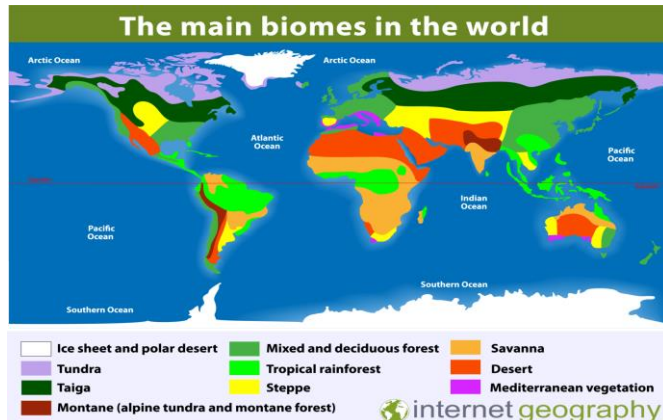 The main biomes in the world
Arctic Ocean
Arctic Ocean
Atlantic
Ocean
Pacific
Ocean
Indian
Ocean
Pacific
Ocean
Southern Ocean
Southern Ocean
Ice sheet and polar desert
Mixed and deciduous forest
Savanna
Tundra
Tropical rainforest
Desert
Taiga
Steppe
Mediterranean vegetation
Montane (alpine tundra and montane forest)
internet geography